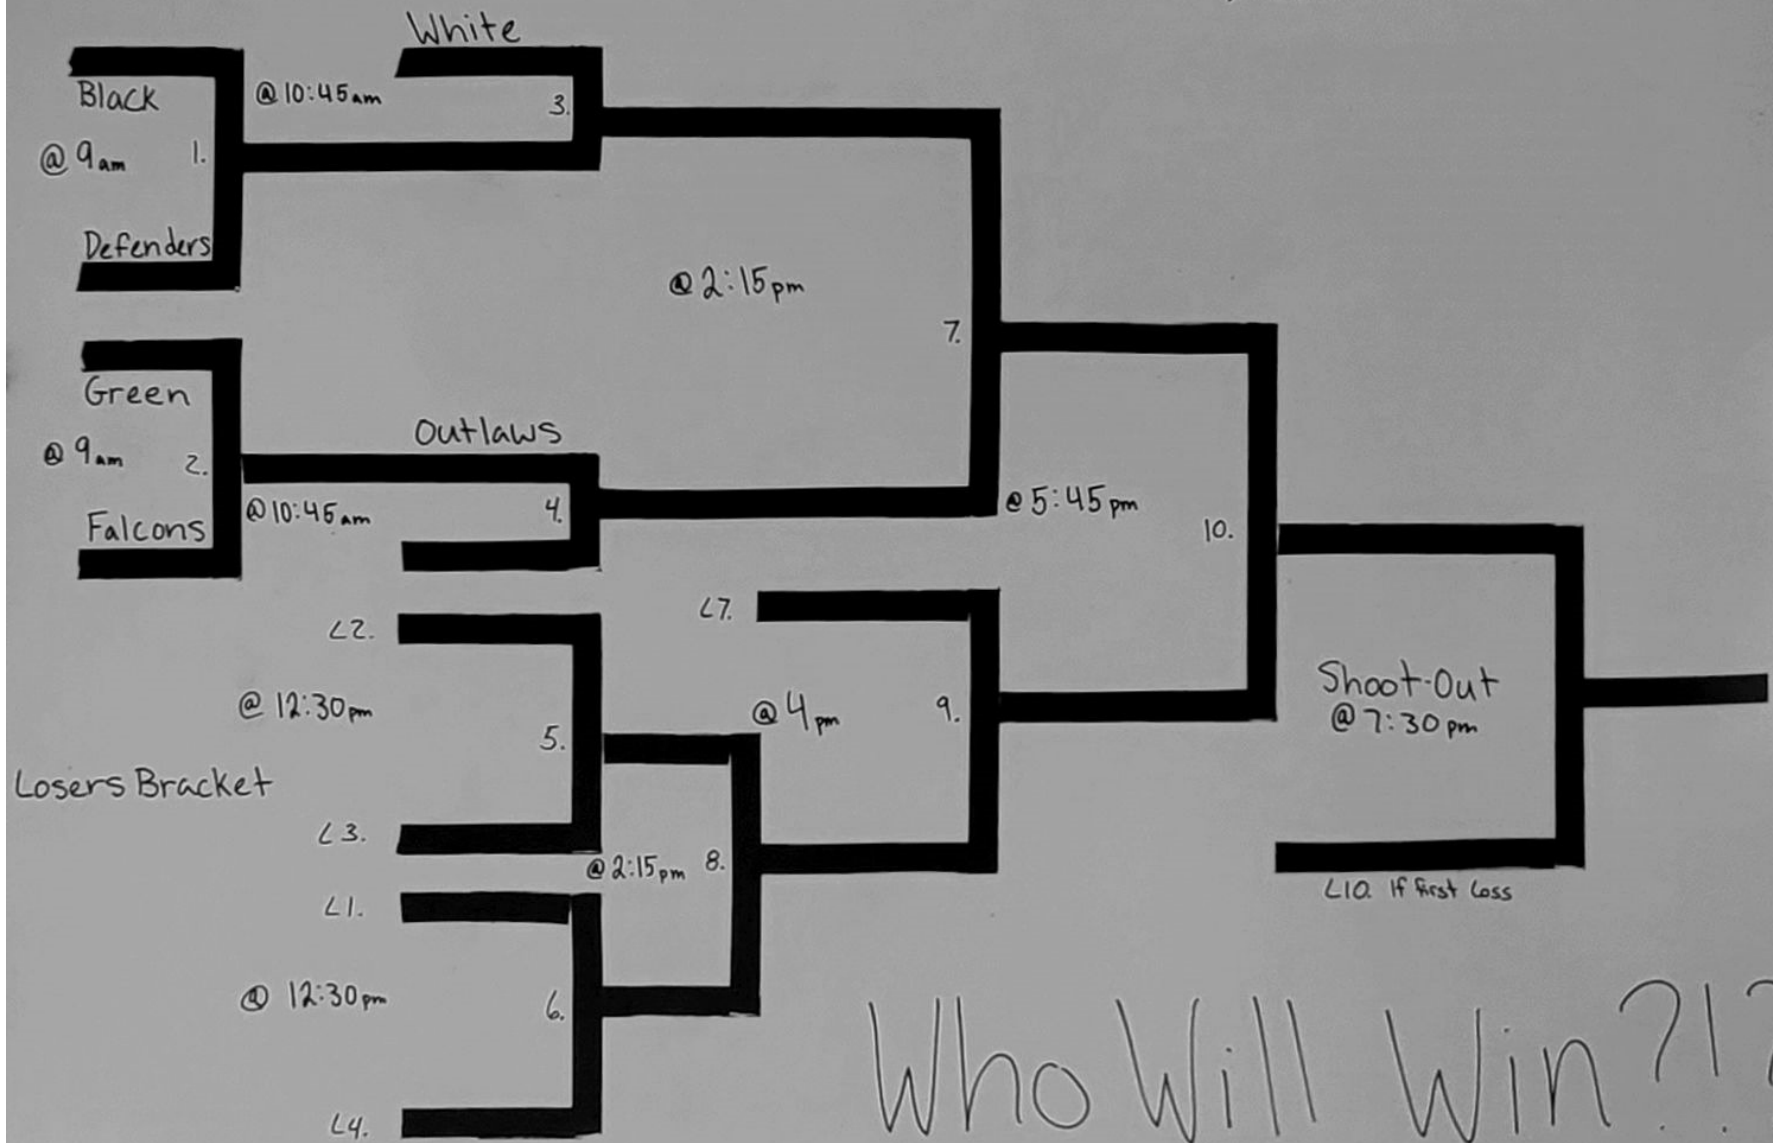 White
Black
@ 10:45am
3.
@ 9am
1.
Defenders
@ 2:15pm
7.
Green
Outlaws
@ 9am
2.
@ 10:45am
4.
Falcons
@ 5:45pm
10.
L7.
L2.
@ 12:30pm
@ 4pm
9.
5.
Shoot-Out
@ 7:30pm
Losers Bracket
L3.
@ 2:15pm
8.
L10. If first Loss
L1.
@ 12:30pm
6.
L4.
Who Will Win?!?